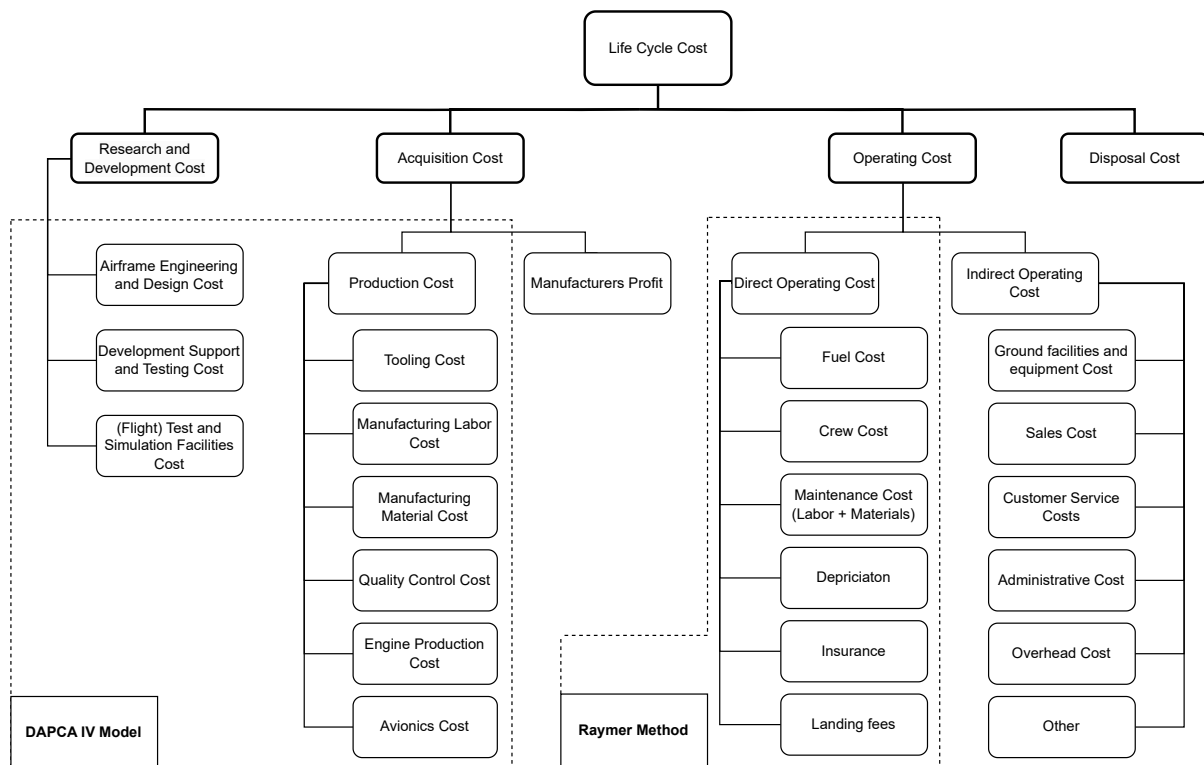 Life Cycle Cost
Research and
Development Cost
Acquisition Cost
Operating Cost
Disposal Cost
Airframe Engineering
and Design Cost
Development Support
and Testing Cost
(Flight) Test and
Simulation Facilities
Cost
Production Cost
Manufacturers Profit
Tooling Cost
Manufacturing Labor
Cost
Manufacturing
Material Cost
Quality Control Cost
Engine Production
Cost
Avionics Cost
DAPCA IV Model
Direct Operating Cost
Fuel Cost
Crew Cost
Maintenance Cost
(Labor + Materials)
Depriciaton
Insurance
Landing fees
Raymer Method
Indirect Operating
Cost
Ground facilities and
equipment Cost
Sales Cost
Customer Service
Costs
Administrative Cost
Overhead Cost
Other